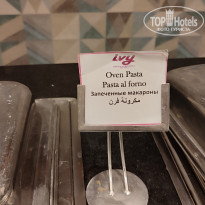 TOP HOTELS
ivy
Oven Pasta
Pasta al forno
Запеченные макароны
مكرونة فرن